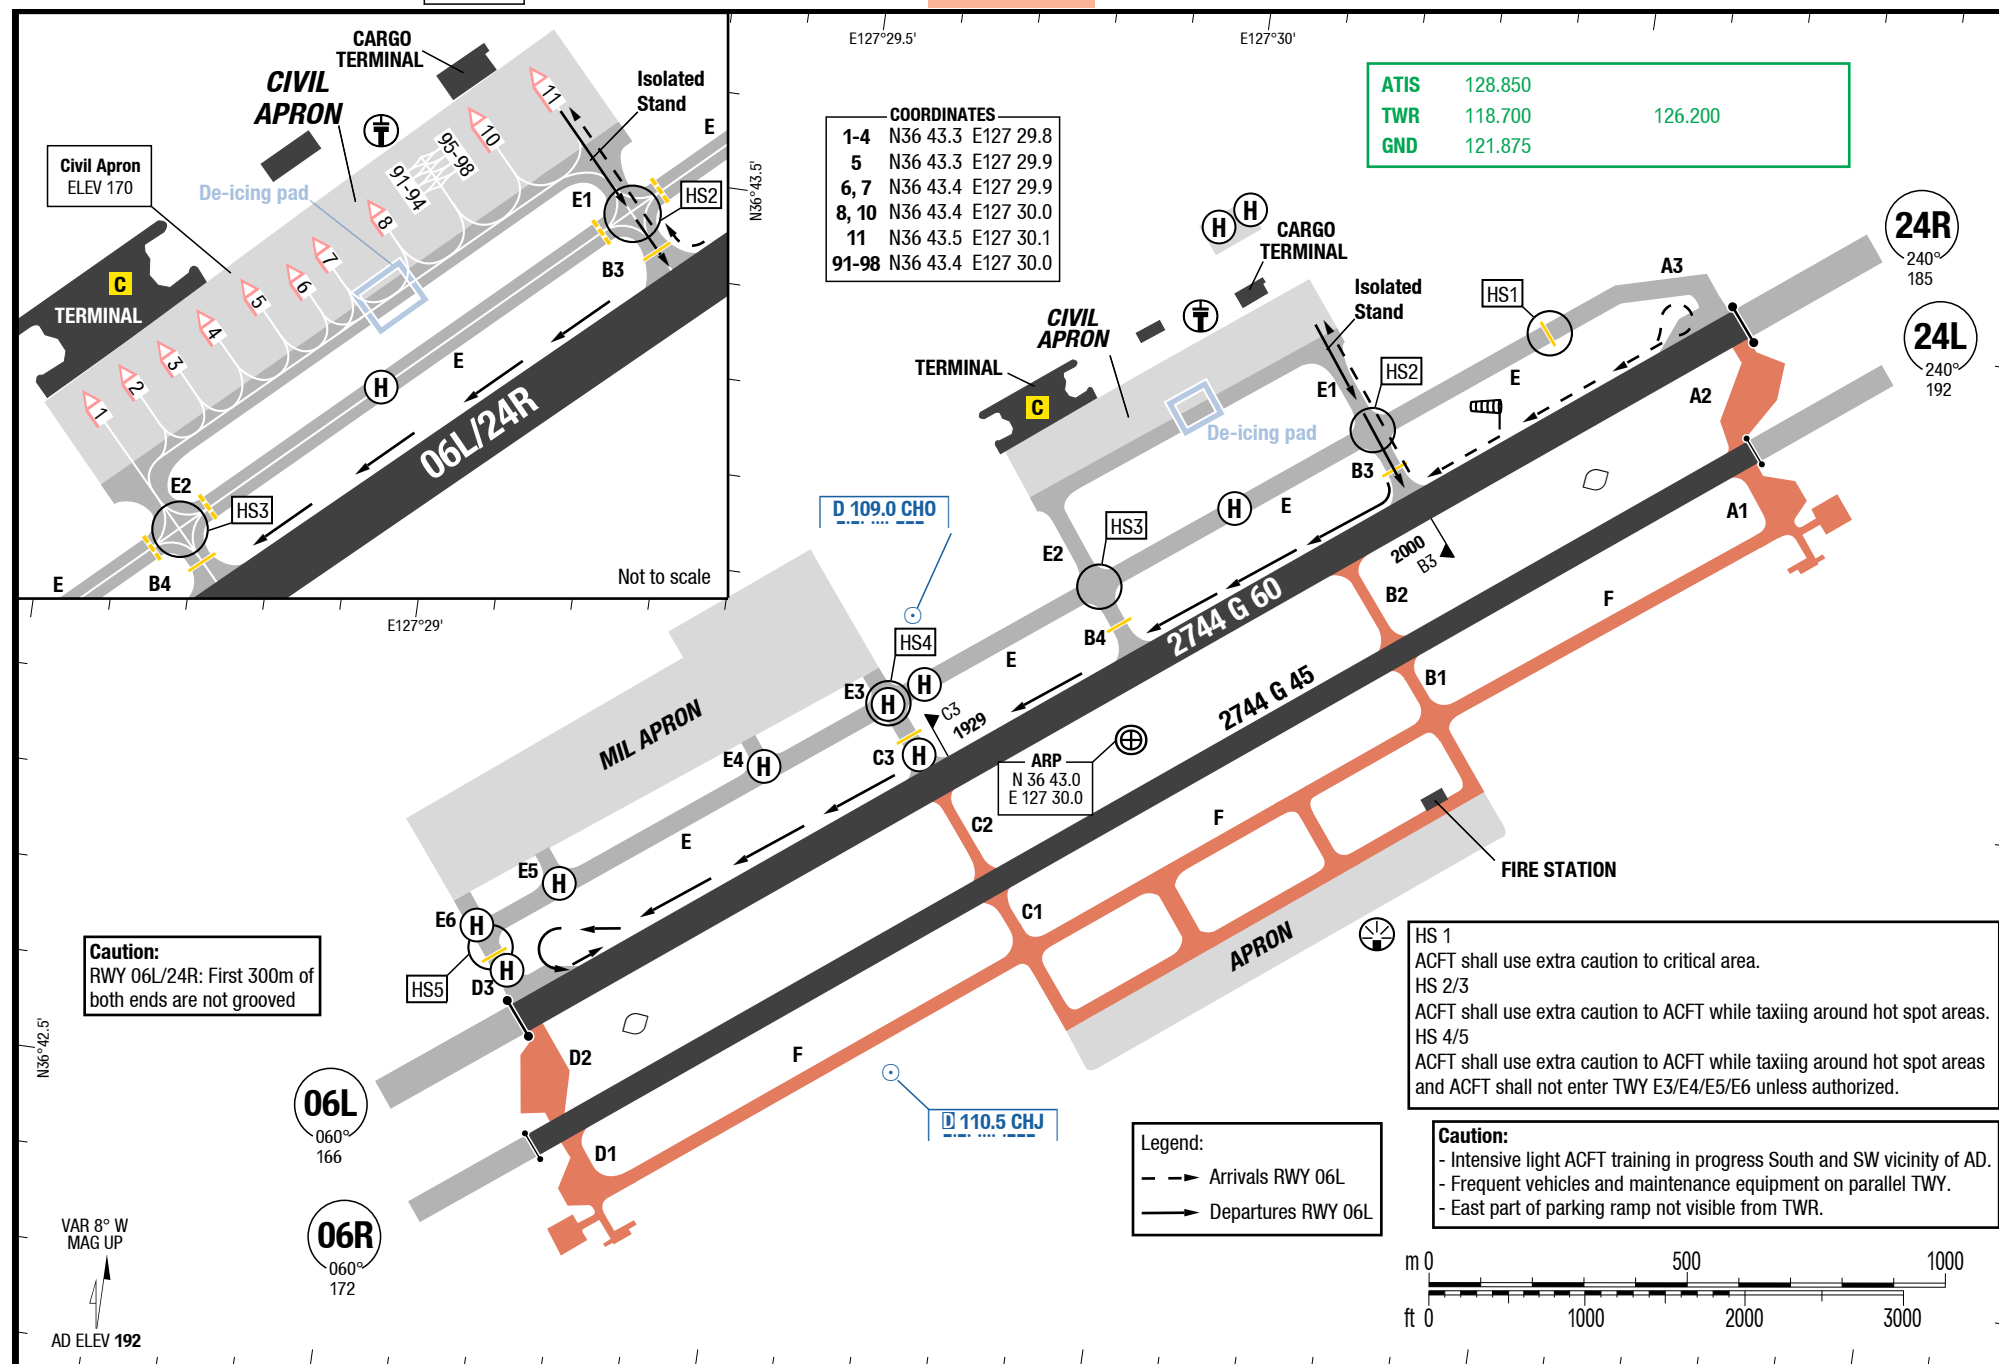 CARGO
TERMINAL
CIVIL
APRON
Isolated
Stand
E
11
10
95-98
91-94
8
7
6
5
4
3
2
1
Civil Apron
ELEV 170
De-icing pad
C
TERMINAL
E1
HS2
B3
E
H
06L/24R
E2
HS3
E
B4
Not to scale
E127°29.5'
E127°30'
N36°43.5'
E127°29'
N36°42.5'
COORDINATES
1-4 N36 43.3 E127 29.8
5 N36 43.3 E127 29.9
6, 7 N36 43.4 E127 29.9
8, 10 N36 43.4 E127 30.0
11 N36 43.5 E127 30.1
91-98 N36 43.4 E127 30.0
ATIS 128.850
TWR 118.700 126.200
GND 121.875
H H
CARGO
TERMINAL
Isolated
Stand
CIVIL
APRON
TERMINAL
C
De-icing pad
HS1
A3
24R
240°
185
24L
240°
192
E1
HS2
E
A2
A1
B3
H
E
2000
B3
HS3
E2
B4
B2
F
D 109.0 CHO
2744 G 60
2744 G 45
HS4
E3
H
H
E
B1
MIL APRON
C3
1929
C3
H
E4
H
ARP
N 36 43.0
E 127 30.0
C2
F
E
E5
H
FIRE STATION
E6
H
C1
APRON
HS5
D3
H
Caution:
RWY 06L/24R: First 300m of
both ends are not grooved
D2
F
06L
060°
166
D 110.5 CHJ
D1
06R
060°
172
HS 1
ACFT shall use extra caution to critical area.
HS 2/3
ACFT shall use extra caution to ACFT while taxiing around hot spot areas.
HS 4/5
ACFT shall use extra caution to ACFT while taxiing around hot spot areas
and ACFT shall not enter TWY E3/E4/E5/E6 unless authorized.
Legend:
Arrivals RWY 06L
Departures RWY 06L
Caution:
- Intensive light ACFT training in progress South and SW vicinity of AD.
- Frequent vehicles and maintenance equipment on parallel TWY.
- East part of parking ramp not visible from TWR.
VAR 8° W
MAG UP
AD ELEV 192
m 0 500 1000
ft 0 1000 2000 3000